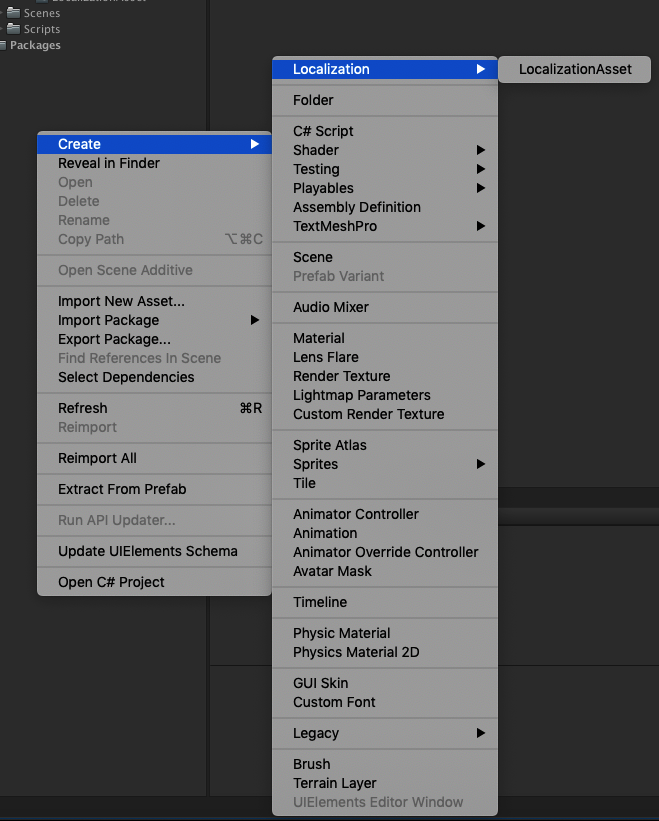 Scenes
Scripts
Packages
Create
Reveal in Finder
Open
Delete
Rename
Copy Path ⌥⌘C
Open Scene Additive
Import New Asset...
Import Package
Export Package...
Find References In Scene
Select Dependencies
Refresh ⌘R
Reimport
Reimport All
Extract From Prefab
Run API Updater...
Update UIElements Schema
Open C# Project
Localization
Folder
C# Script
Shader
Testing
Playables
Assembly Definition
TextMeshPro
Scene
Prefab Variant
Audio Mixer
Material
Lens Flare
Render Texture
Lightmap Parameters
Custom Render Texture
Sprite Atlas
Sprites
Tile
Animator Controller
Animation
Animator Override Controller
Avatar Mask
Timeline
Physic Material
Physics Material 2D
GUI Skin
Custom Font
Legacy
Brush
Terrain Layer
UIElements Editor Window
LocalizationAsset